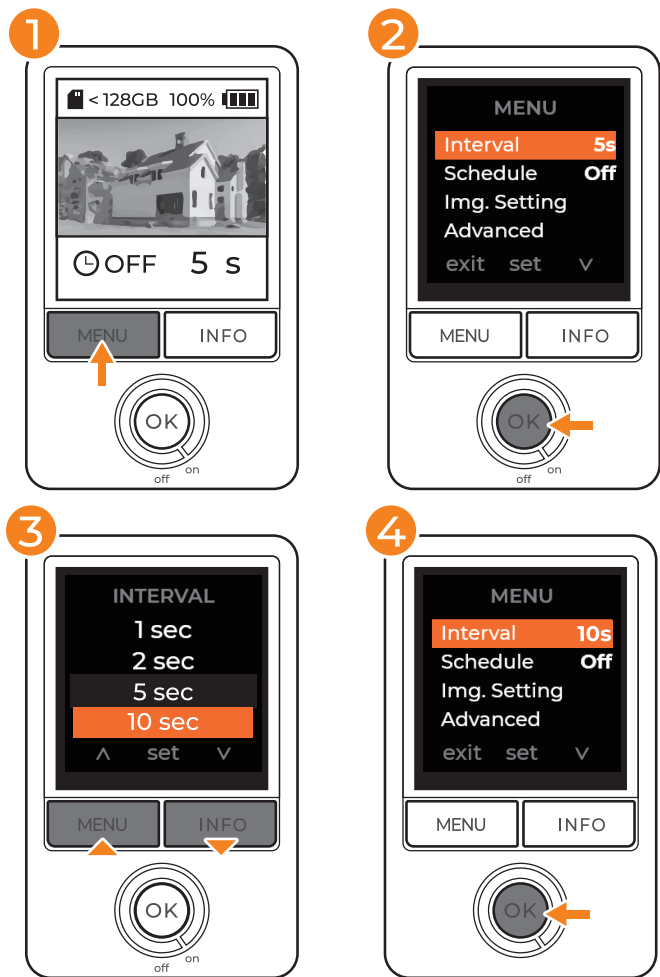 1
< 128GB 100%
OFF 5 s
MENU INFO
OK
off on
2
MENU
Interval 5s
Schedule Off
Img. Setting
Advanced
exit set ∨
MENU INFO
OK
off on
3
INTERVAL
1 sec
2 sec
5 sec
10 sec
∧ set ∨
MENU INFO
OK
off on
4
MENU
Interval 10s
Schedule Off
Img. Setting
Advanced
exit set ∨
MENU INFO
OK
off on